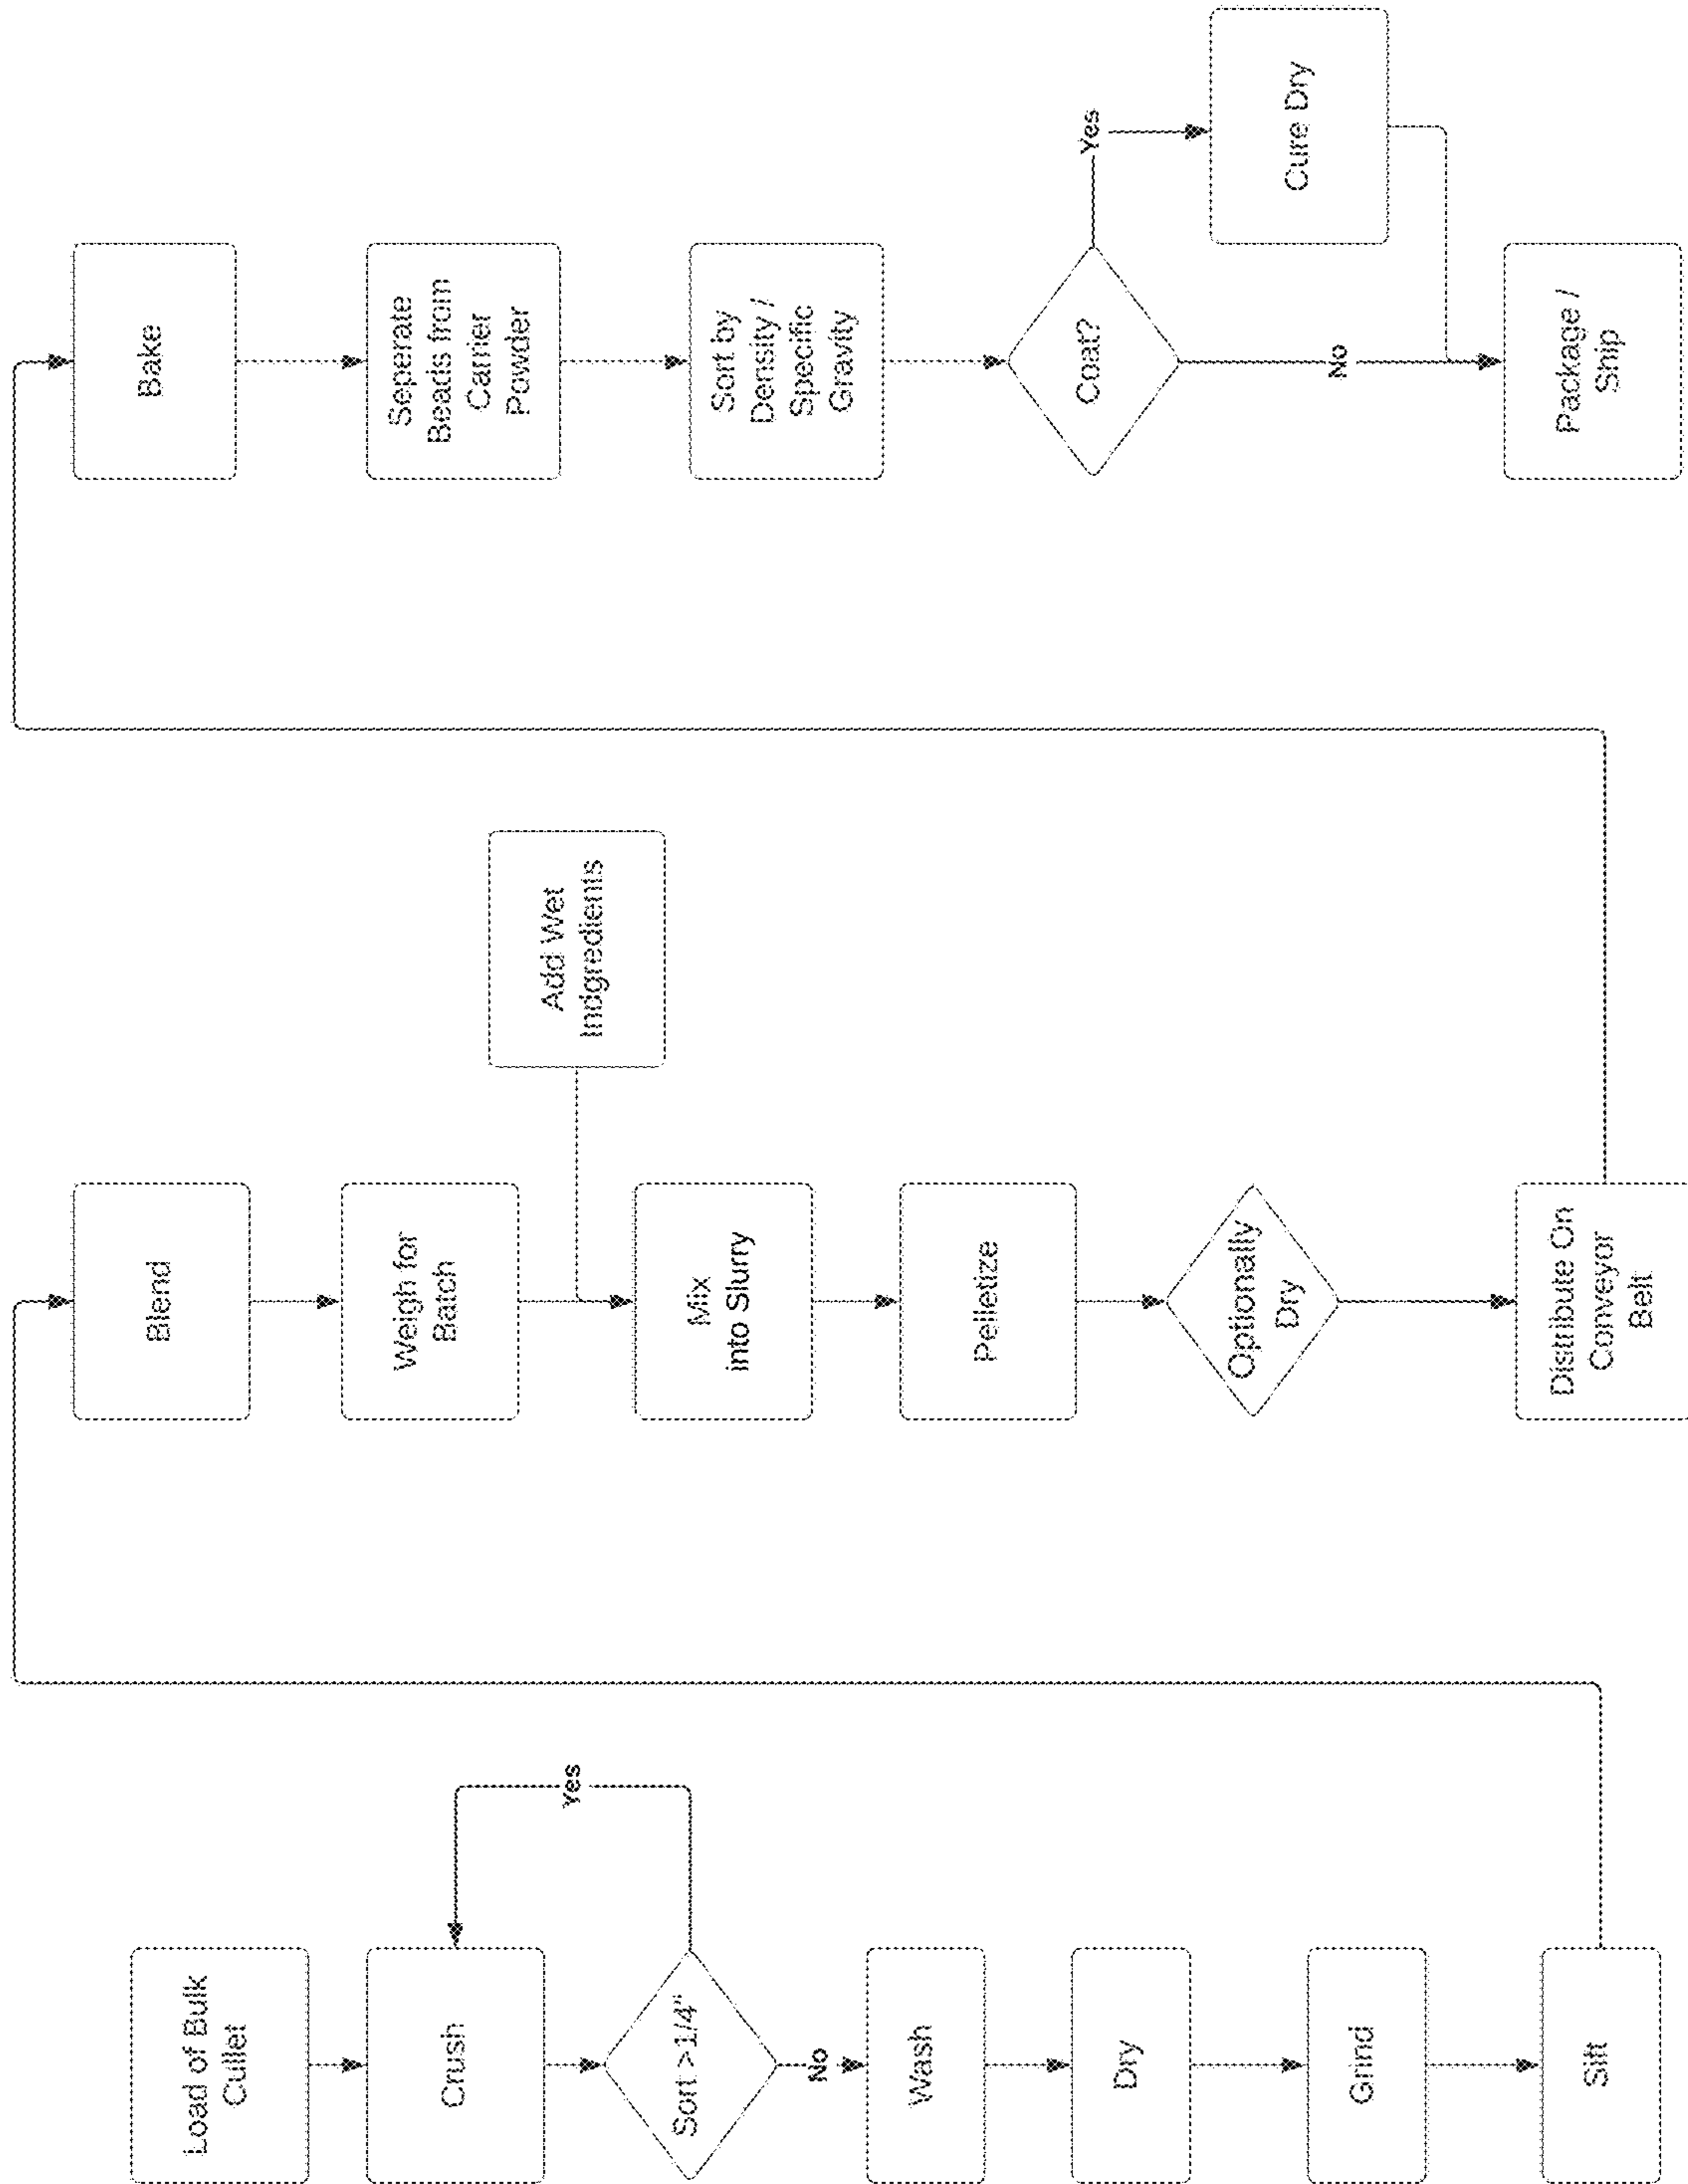 Load of Bulk
Cullet
Crush
Yes
Sort >1/4"
No
Wash
Dry
Grind
Sift
Blend
Weigh for
Batch
Add Wet
Indgredients
Mix
into Slurry
Pelletize
Optionally
Dry
Distribute On
Conveyor
Belt
Bake
Seperate
Beads from
Carrier
Powder
Sort by
Density /
Specific
Gravity
Coat?
Yes
Cure Dry
No
Package /
Ship